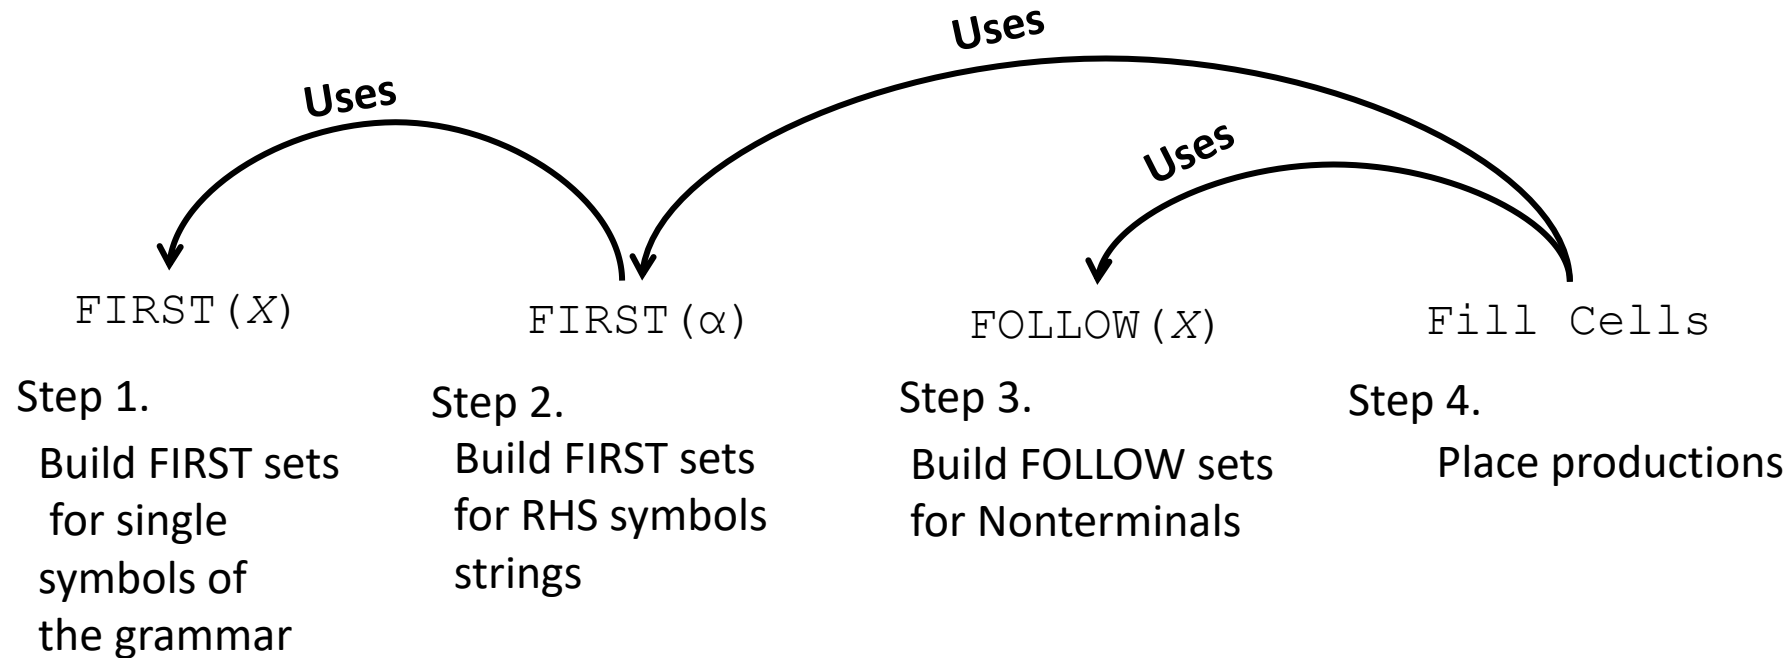 Uses
Uses
Uses
FIRST(X)
FIRST(α)
FOLLOW(X)
Fill Cells
Step 1.
Build FIRST sets
for single
symbols of
the grammar
Step 2.
Build FIRST sets
for RHS symbols
strings
Step 3.
Build FOLLOW sets
for Nonterminals
Step 4.
Place productions